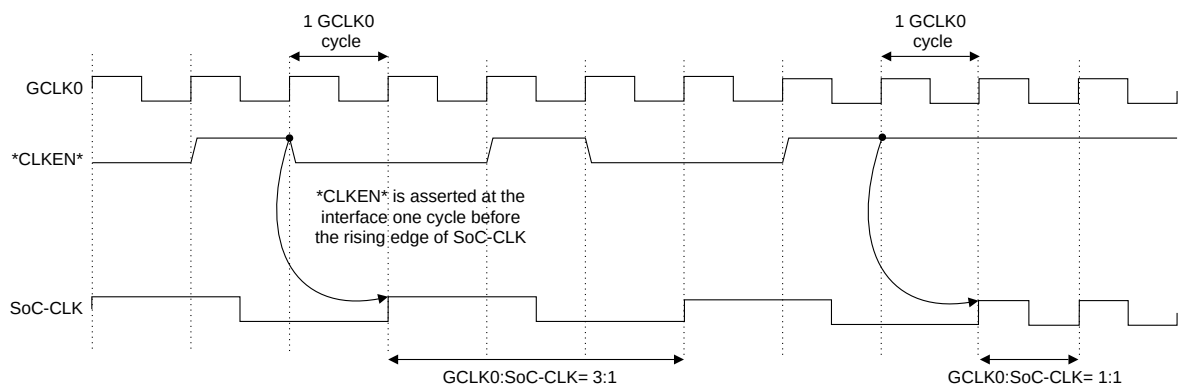 1 GCLK0
cycle
1 GCLK0
cycle
GCLK0
*CLKEN*
*CLKEN* is asserted at the
interface one cycle before
the rising edge of SoC-CLK
SoC-CLK
GCLK0:SoC-CLK= 3:1
GCLK0:SoC-CLK= 1:1